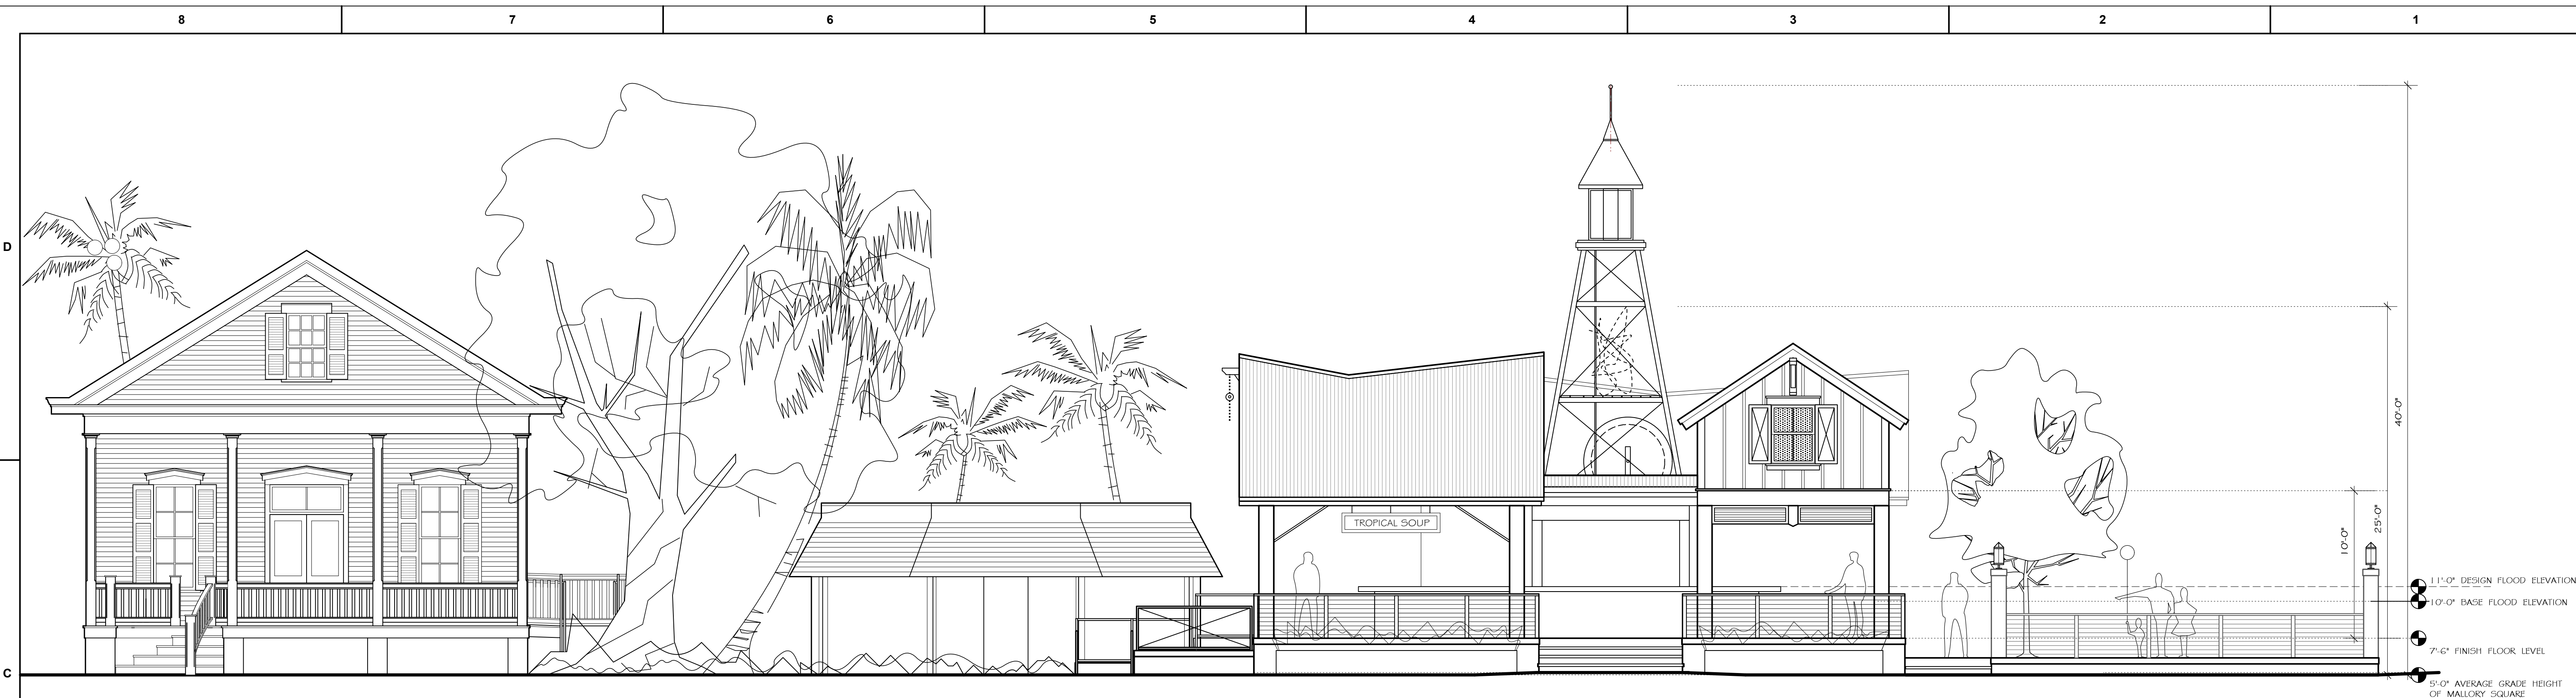 8 7 6 5 4 3 2 1
D
40'-0"
TROPICAL SOUP
25'-0"
10'-0"
11'-0" DESIGN FLOOD ELEVATION
10'-0" BASE FLOOD ELEVATION
7'-6" FINISH FLOOR LEVEL
C
5'-0" AVERAGE GRADE HEIGHT
OF MALLORY SQUARE